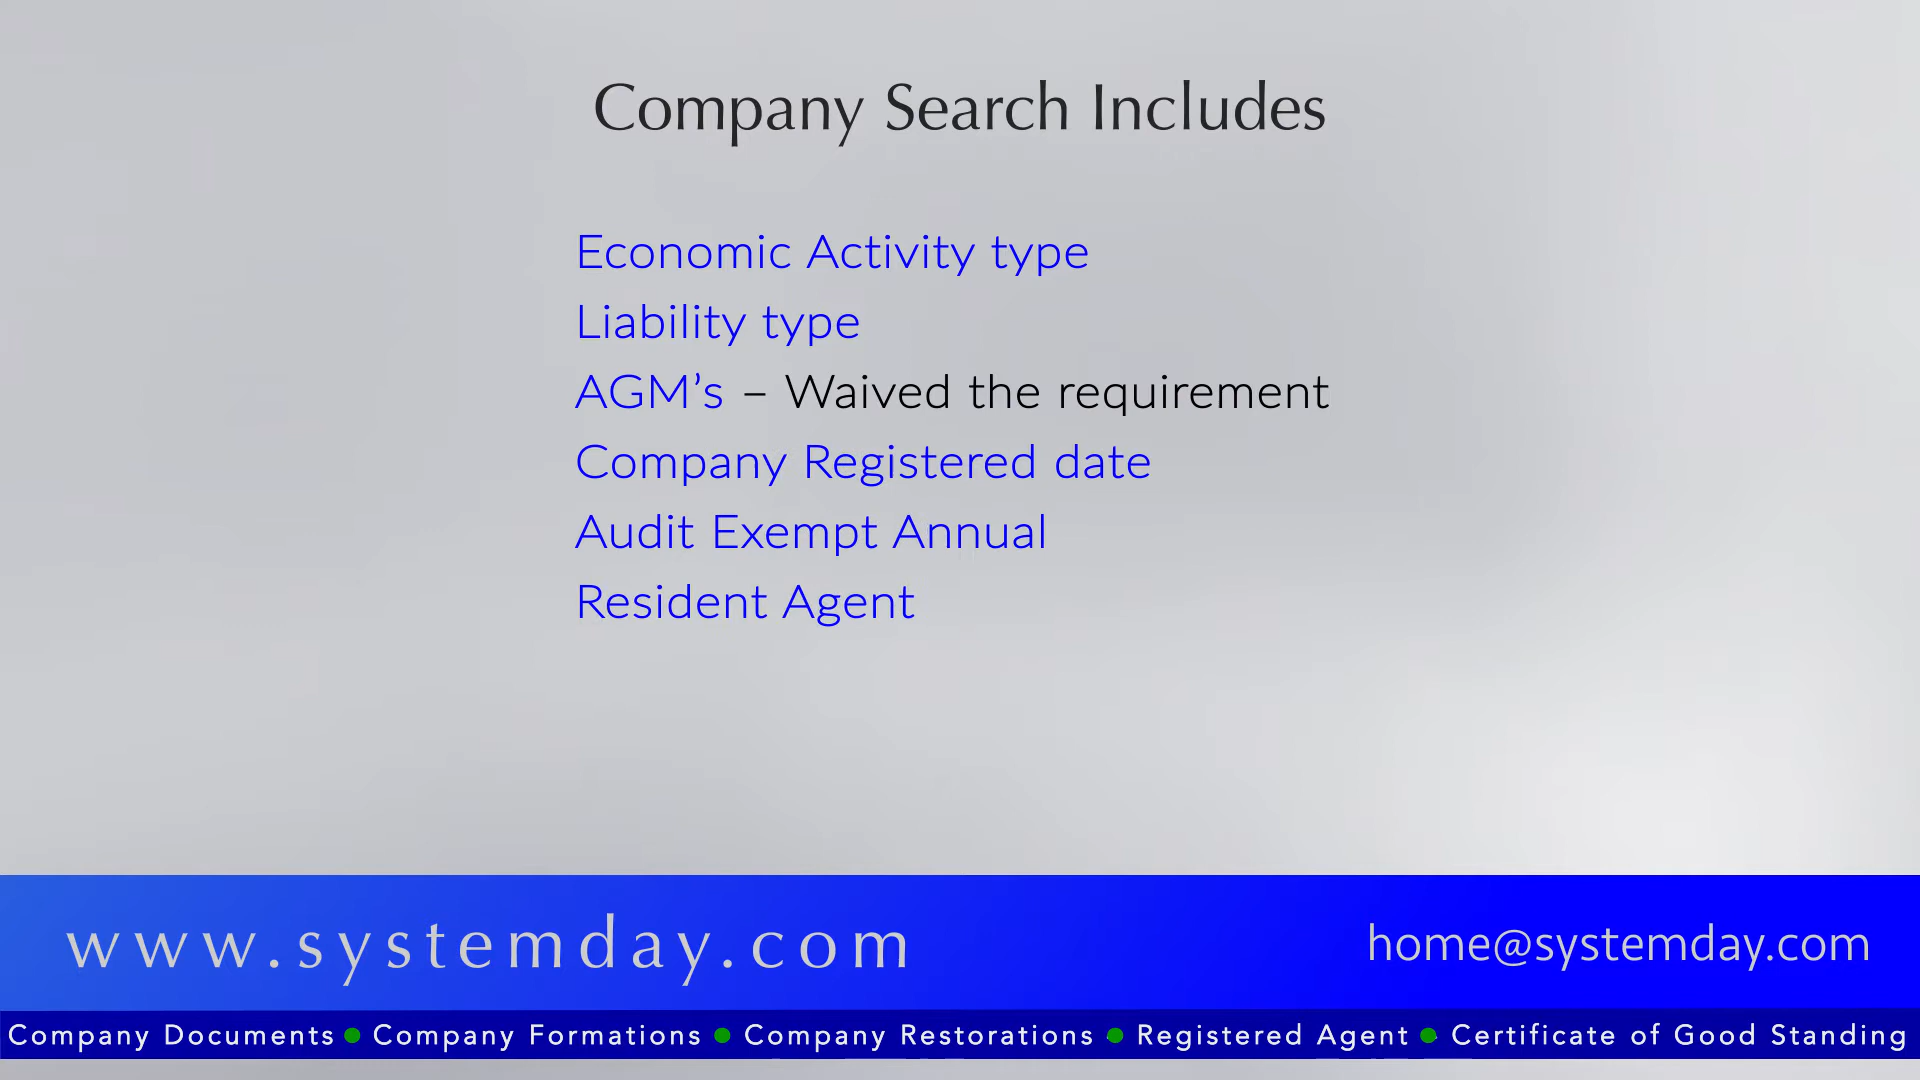 Company Search Includes
Economic Activity type
Liability type
AGM’s – Waived the requirement
Company Registered date
Audit Exempt Annual
Resident Agent
www.systemday.com
home@systemday.com
Company Documents ● Company Formations ● Company Restorations ● Registered Agent ● Certificate of Good Standing